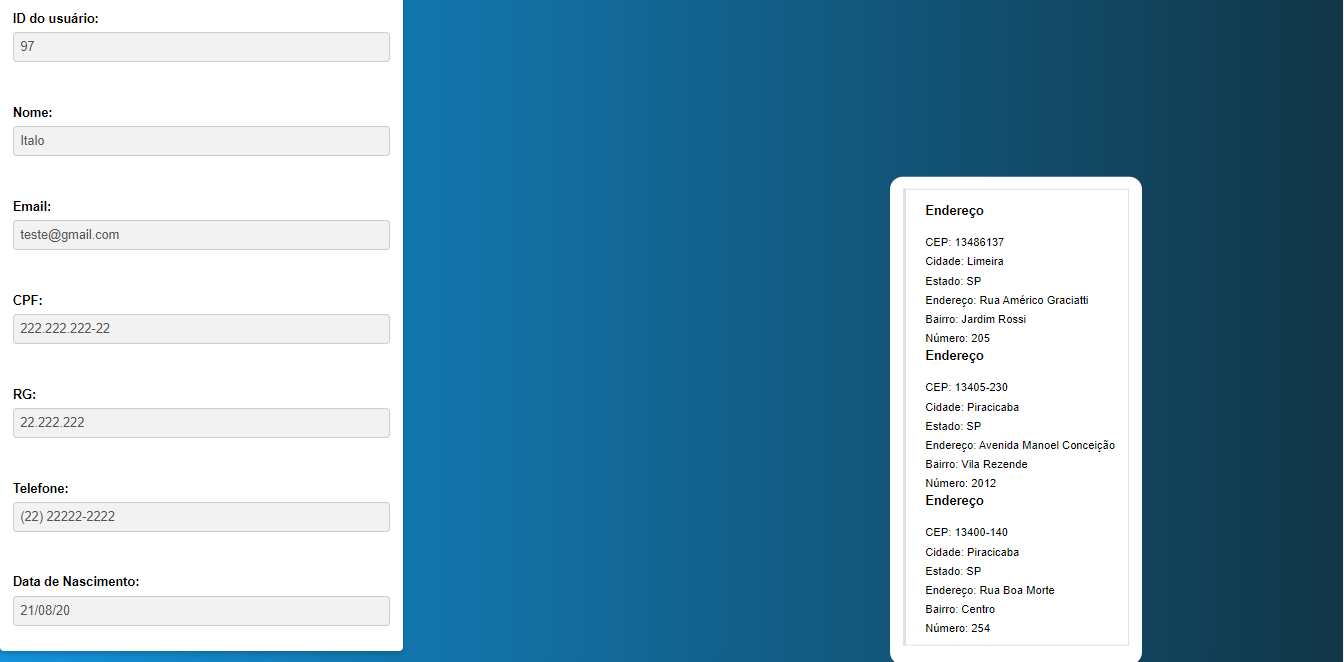 ID do usuário:
97
Nome:
Italo
Email:
teste@gmail.com
CPF:
222.222.222-22
RG:
22.222.222
Telefone:
(22) 22222-2222
Data de Nascimento:
21/08/20
Endereço
CEP: 13486137
Cidade: Limeira
Estado: SP
Endereço: Rua Américo Graciatti
Bairro: Jardim Rossi
Número: 205
Endereço
CEP: 13405-230
Cidade: Piracicaba
Estado: SP
Endereço: Avenida Manoel Conceição
Bairro: Vila Rezende
Número: 2012
Endereço
CEP: 13400-140
Cidade: Piracicaba
Estado: SP
Endereço: Rua Boa Morte
Bairro: Centro
Número: 254